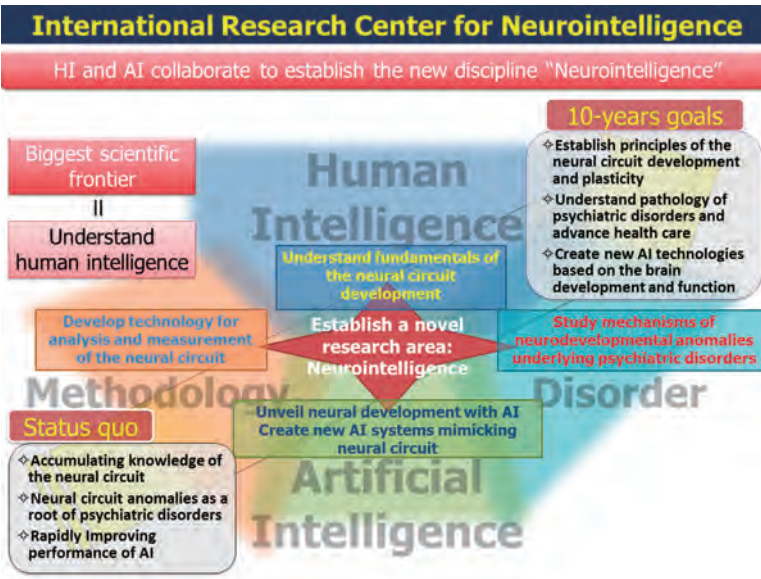 International Research Center for Neurointelligence
HI and AI collaborate to establish the new discipline “Neurointelligence”
Biggest scientific
frontier
=
Understand
human intelligence
10-years goals
✧Establish principles of the
neural circuit development
and plasticity
✧Understand pathology of
psychiatric disorders and
advance health care
✧Create new AI technologies
based on the brain
development and function
Human
Intelligence
Understand fundamentals of
the neural circuit
development
Develop technology for
analysis and measurement
of the neural circuit
Establish a novel
research area:
Neurointelligence
Study mechanisms of
neurodevelopmental anomalies
underlying psychiatric disorders
Methodology
Disorder
Unveil neural development with AI
Create new AI systems mimicking
neural circuit
Status quo
✧Accumulating knowledge of
the neural circuit
✧Neural circuit anomalies as a
root of psychiatric disorders
✧Rapidly Improving
performance of AI
Artificial
Intelligence